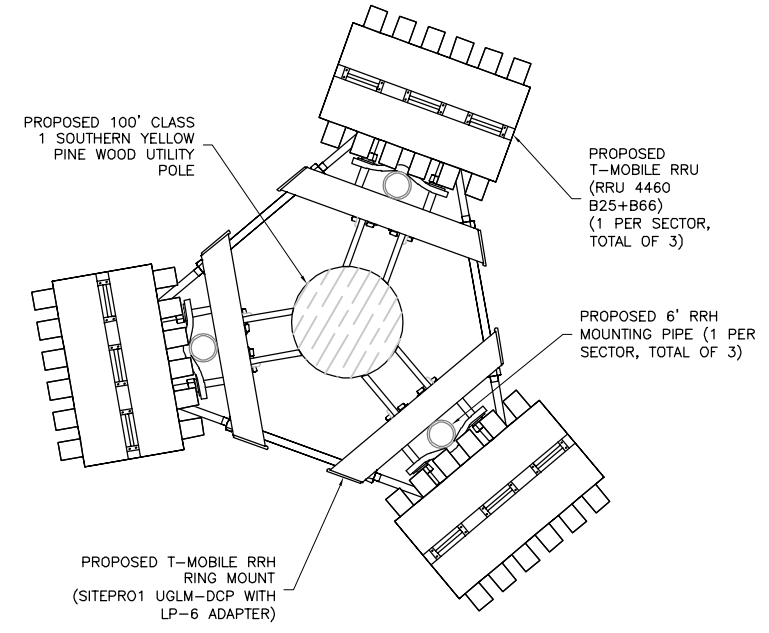 PROPOSED 100' CLASS
1 SOUTHERN YELLOW
PINE WOOD UTILITY
POLE
PROPOSED
T-MOBILE RRU
(RRU 4460
B25+B66)
(1 PER SECTOR,
TOTAL OF 3)
PROPOSED 6' RRH
MOUNTING PIPE (1 PER
SECTOR, TOTAL OF 3)
PROPOSED T-MOBILE RRH
RING MOUNT
(SITEPRO1 UGLM-DCP WITH
LP-6 ADAPTER)